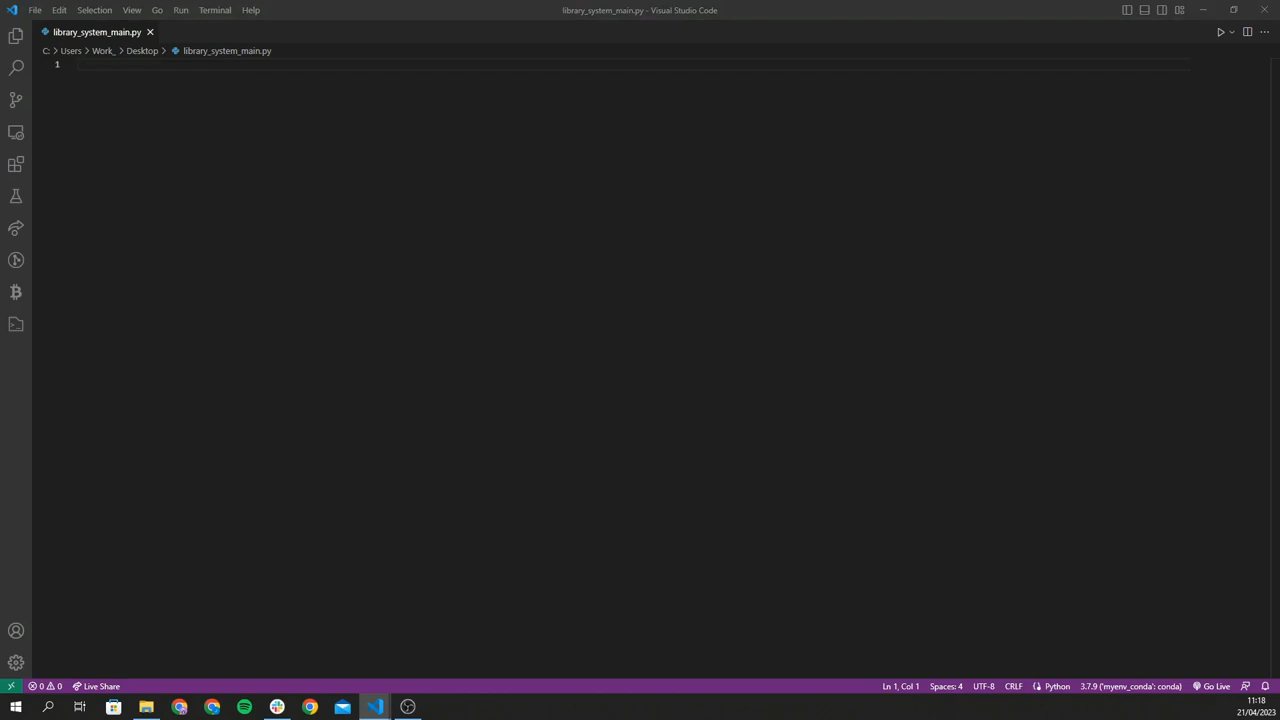 File Edit Selection View Go Run Terminal Help library_system_main.py - Visual Studio Code
library_system_main.py
C: > Users > Work_ > Desktop > library_system_main.py
1
0 0 Live Share Ln 1, Col 1 Spaces: 4 UTF-8 CRLF Python 3.7.9 ('myenv_conda': conda) Go Live
11:18
21/04/2023